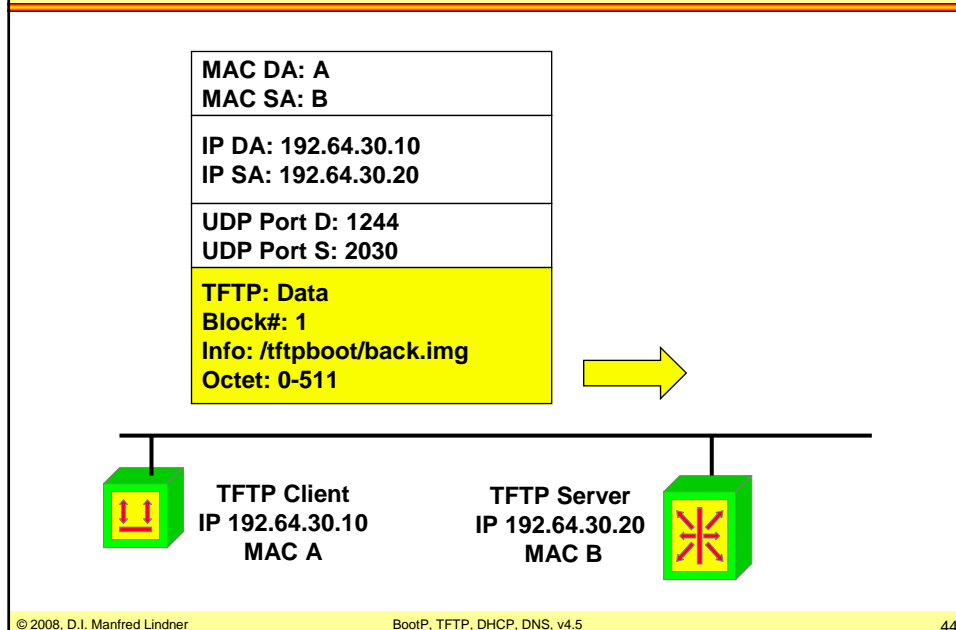 MAC DA: A
MAC SA: B
IP DA: 192.64.30.10
IP SA: 192.64.30.20
UDP Port D: 1244
UDP Port S: 2030
TFTP: Data
Block#: 1
Info: /tftpboot/back.img
Octet: 0-511
TFTP Client
IP 192.64.30.10
MAC A
TFTP Server
IP 192.64.30.20
MAC B
© 2008, D.I. Manfred Lindner
BootP, TFTP, DHCP, DNS, v4.5
44